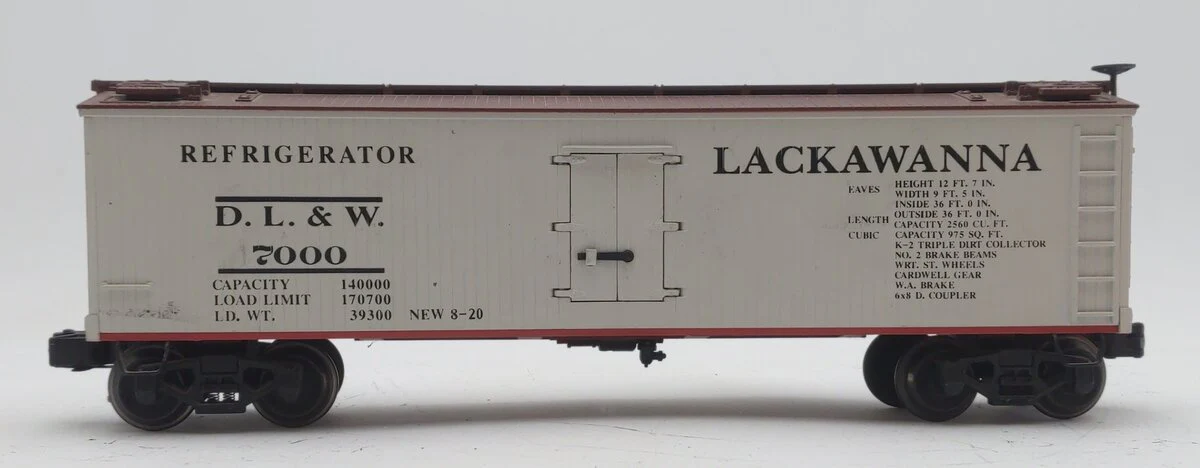 REFRIGERATOR
D. L. & W.
7000
CAPACITY 140000
LOAD LIMIT 170700
LD. WT. 39300 NEW 8-20
LACKAWANNA
EAVES HEIGHT 12 FT. 7 IN.
WIDTH 9 FT. 5 IN.
INSIDE 36 FT. 0 IN.
LENGTH OUTSIDE 36 FT. 0 IN.
CAPACITY 2560 CU. FT.
CUBIC CAPACITY 975 SQ. FT.
K-2 TRIPLE DIRT COLLECTOR
NO. 2 BRAKE BEAMS
WRT. ST. WHEELS
CARDWELL GEAR
W.A. BRAKE
6x8 D. COUPLER